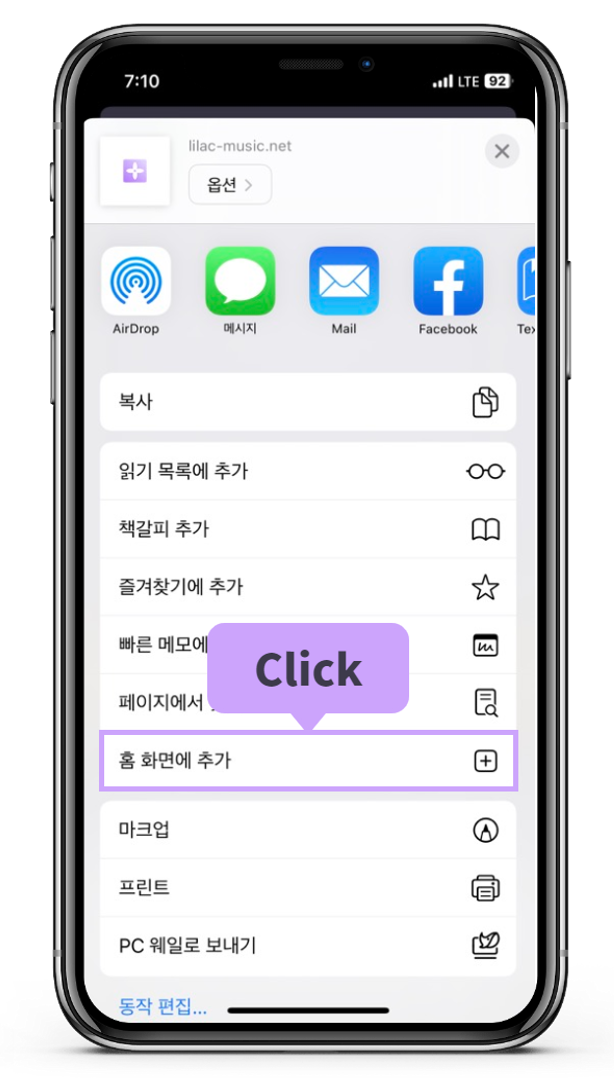 7:10
LTE 92
lilac-music.net
옵션
AirDrop
메시지
Mail
Facebook
복사
읽기 목록에 추가
책갈피 추가
즐겨찾기에 추가
빠른 메모에
페이지에서
Click
홈 화면에 추가
마크업
프린트
PC 웨일로 보내기
동작 편집...